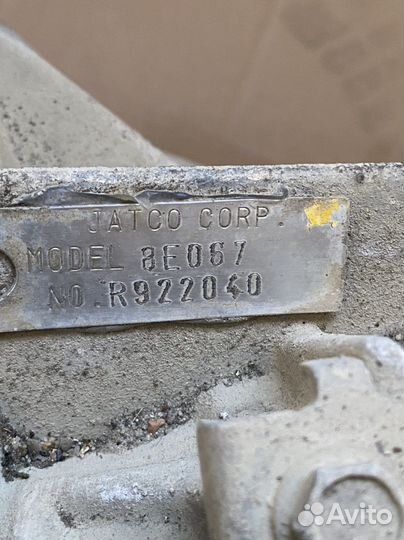 JATCO CORP.
MODEL 8E067
NO. R922040
Avito